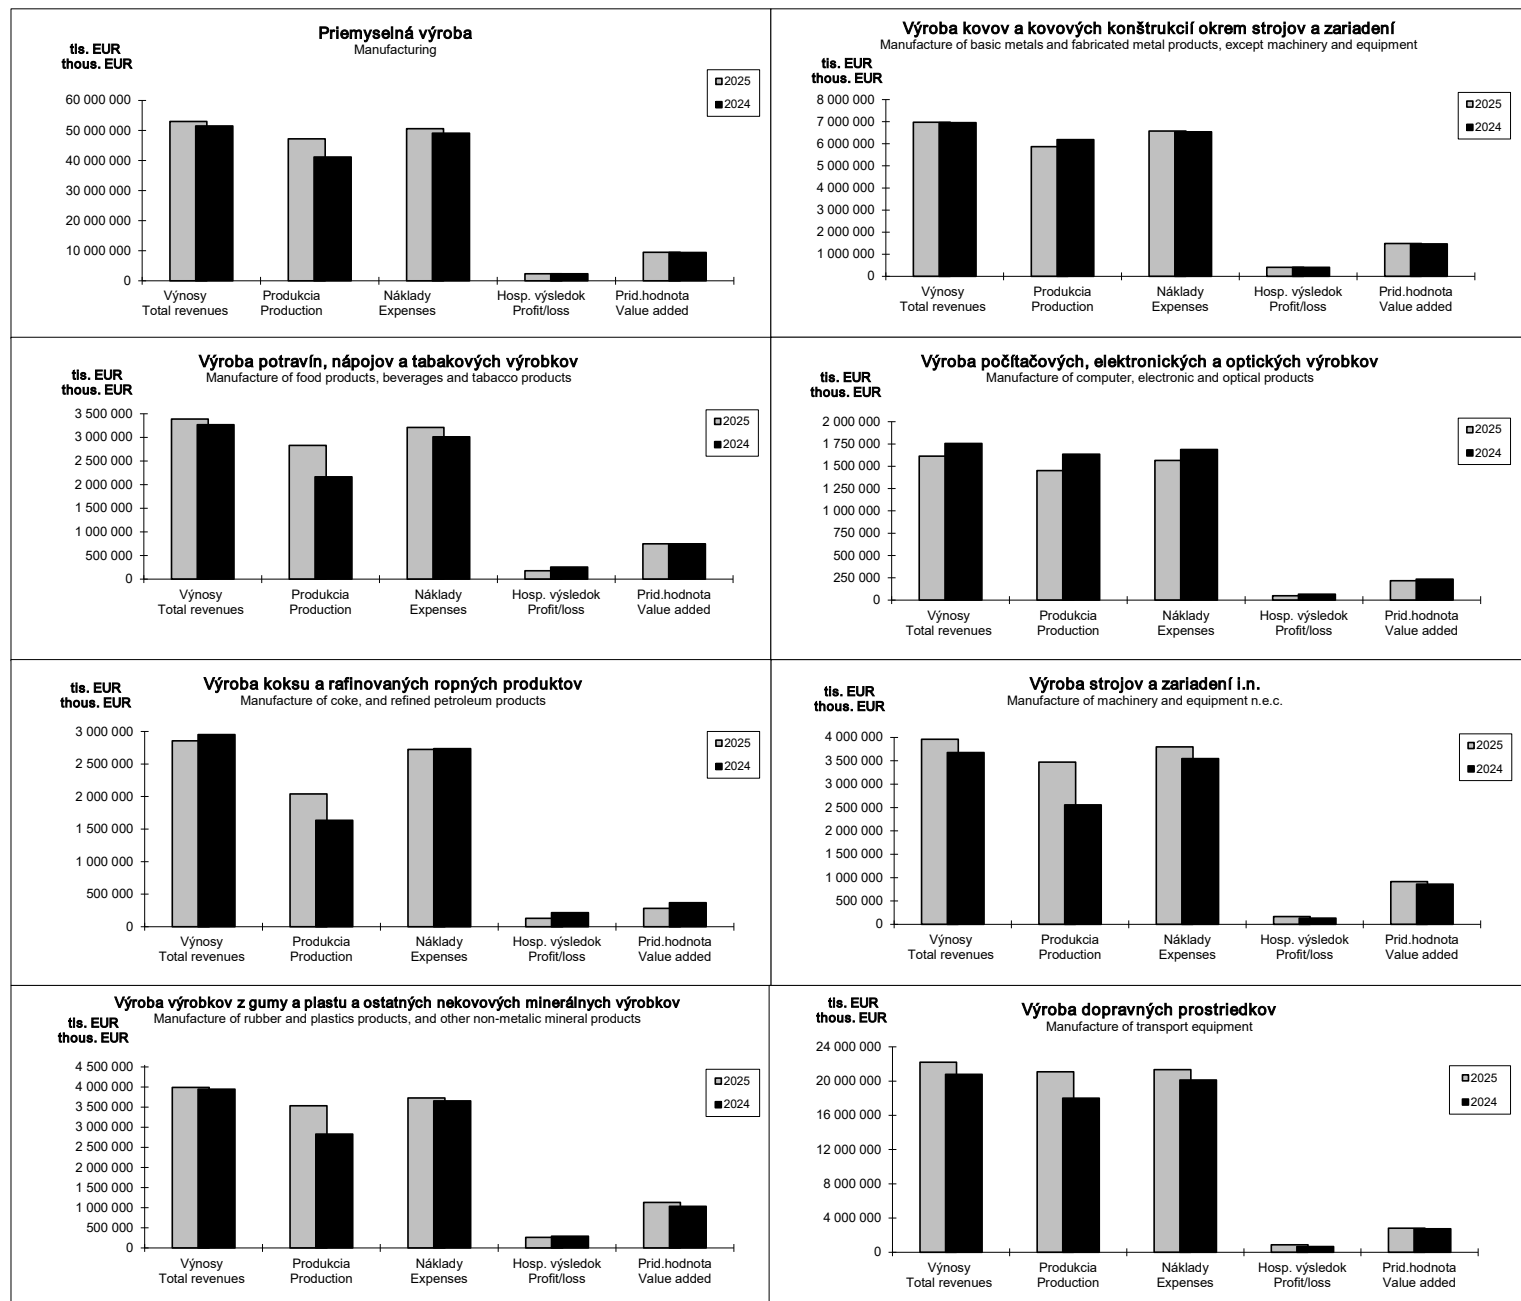 Priemyselná výroba
Manufacturing
tis. EUR
thous. EUR
2025
2024
60 000 000
50 000 000
40 000 000
30 000 000
20 000 000
10 000 000
0
Výnosy
Total revenues
Produkcia
Production
Náklady
Expenses
Hosp. výsledok
Profit/loss
Prid.hodnota
Value added
Výroba kovov a kovových konštrukcií okrem strojov a zariadení
Manufacture of basic metals and fabricated metal products, except machinery and equipment
tis. EUR
thous. EUR
2025
2024
8 000 000
7 000 000
6 000 000
5 000 000
4 000 000
3 000 000
2 000 000
1 000 000
0
Výnosy
Total revenues
Produkcia
Production
Náklady
Expenses
Hosp. výsledok
Profit/loss
Prid.hodnota
Value added
Výroba potravín, nápojov a tabakových výrobkov
Manufacture of food products, beverages and tabacco products
tis. EUR
thous. EUR
2025
2024
3 500 000
3 000 000
2 500 000
2 000 000
1 500 000
1 000 000
500 000
0
Výnosy
Total revenues
Produkcia
Production
Náklady
Expenses
Hosp. výsledok
Profit/loss
Prid.hodnota
Value added
Výroba počítačových, elektronických a optických výrobkov
Manufacture of computer, electronic and optical products
tis. EUR
thous. EUR
2025
2024
2 000 000
1 750 000
1 500 000
1 250 000
1 000 000
750 000
500 000
250 000
0
Výnosy
Total revenues
Produkcia
Production
Náklady
Expenses
Hosp. výsledok
Profit/loss
Prid.hodnota
Value added
Výroba koksu a rafinovaných ropných produktov
Manufacture of coke, and refined petroleum products
tis. EUR
thous. EUR
2025
2024
3 000 000
2 500 000
2 000 000
1 500 000
1 000 000
500 000
0
Výnosy
Total revenues
Produkcia
Production
Náklady
Expenses
Hosp. výsledok
Profit/loss
Prid.hodnota
Value added
Výroba strojov a zariadení i.n.
Manufacture of machinery and equipment n.e.c.
tis. EUR
thous. EUR
2025
2024
4 000 000
3 500 000
3 000 000
2 500 000
2 000 000
1 500 000
1 000 000
500 000
0
Výnosy
Total revenues
Produkcia
Production
Náklady
Expenses
Hosp. výsledok
Profit/loss
Prid.hodnota
Value added
Výroba výrobkov z gumy a plastu a ostatných nekovových minerálnych výrobkov
Manufacture of rubber and plastics products, and other non-metalic mineral products
tis. EUR
thous. EUR
2025
2024
4 500 000
4 000 000
3 500 000
3 000 000
2 500 000
2 000 000
1 500 000
1 000 000
500 000
0
Výnosy
Total revenues
Produkcia
Production
Náklady
Expenses
Hosp. výsledok
Profit/loss
Prid.hodnota
Value added
Výroba dopravných prostriedkov
Manufacture of transport equipment
tis. EUR
thous. EUR
2025
2024
24 000 000
20 000 000
16 000 000
12 000 000
8 000 000
4 000 000
0
Výnosy
Total revenues
Produkcia
Production
Náklady
Expenses
Hosp. výsledok
Profit/loss
Prid.hodnota
Value added